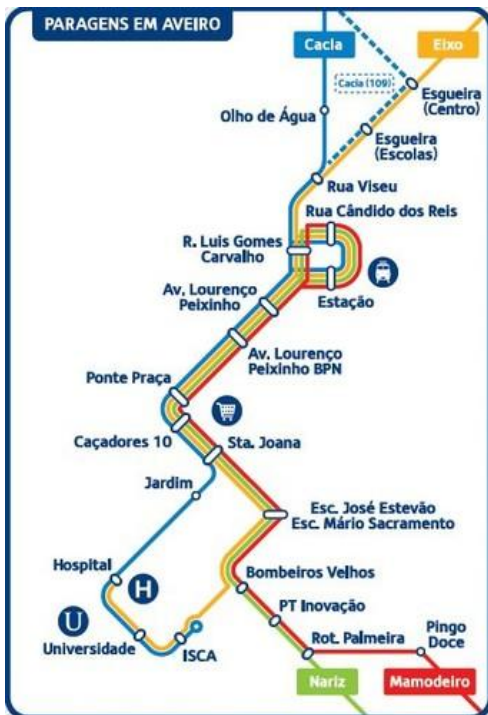 PARAGENS EM AVEIRO
Cacia
Eixo
Cacia (109)
Esgueira
(Centro)
Olho de Água
Esgueira
(Escolas)
Rua Viseu
Rua Cândido dos Reis
R. Luis Gomes
Carvalho
Estação
Av. Lourenço
Peixinho
Av. Lourenço
Peixinho BPN
Ponte Praça
Caçadores 10
Sta. Joana
Jardim
Esc. José Estevão
Esc. Mário Sacramento
Hospital
H
Bombeiros Velhos
U
PT Inovação
Universidade
ISCA
Rot. Palmeira
Pingo
Doce
Nariz
Mamodeiro